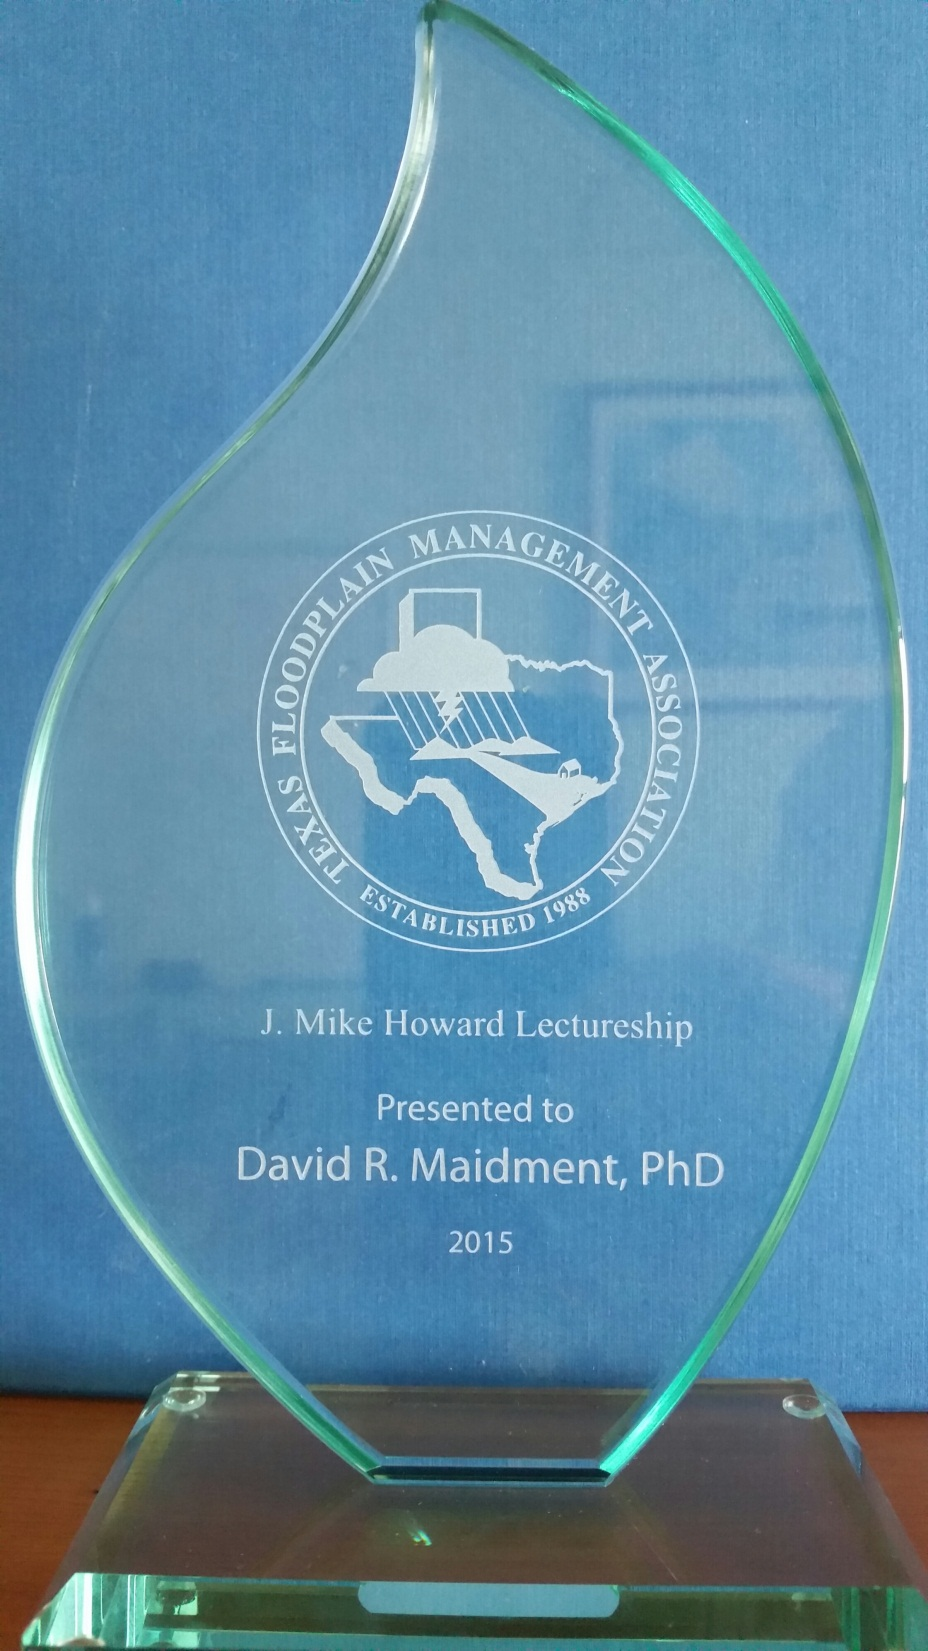 TEXAS FLOODPLAIN MANAGEMENT ASSOCIATION
ESTABLISHED 1988
J. Mike Howard Lectureship
Presented to
David R. Maidment, PhD
2015